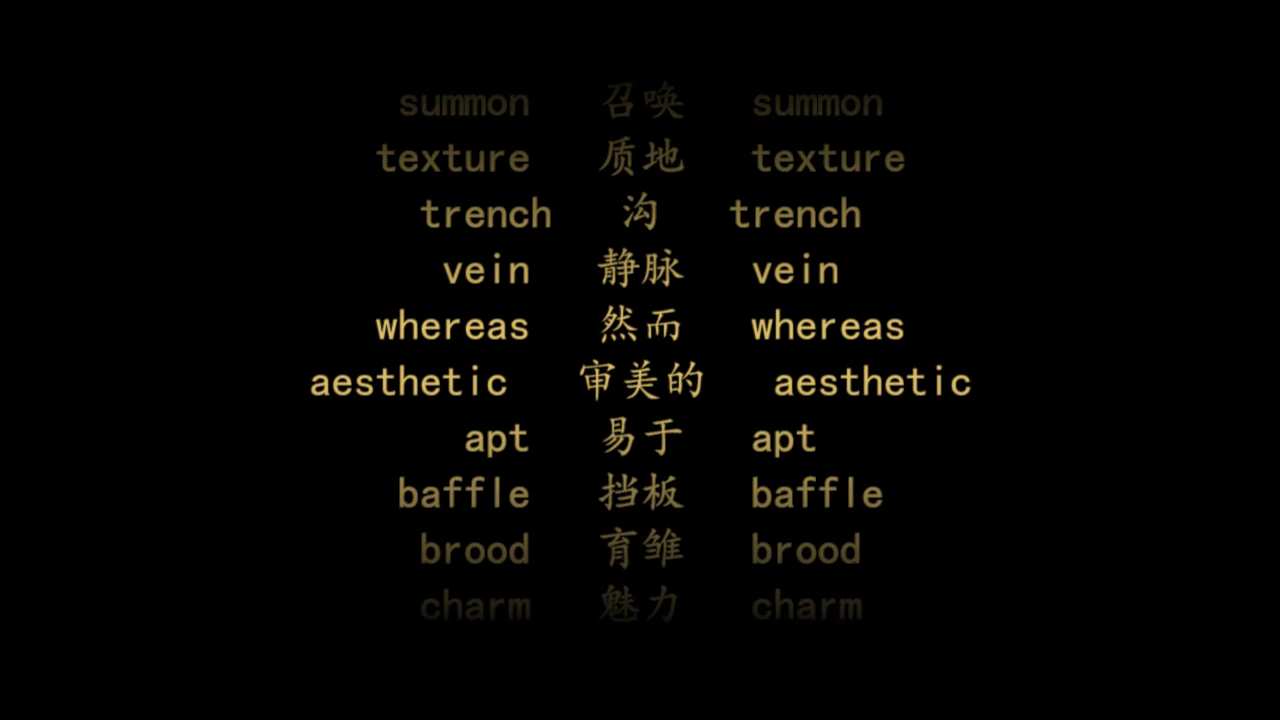 summon 召唤 summon
texture 质地 texture
trench 沟 trench
vein 静脉 vein
whereas 然而 whereas
aesthetic 审美的 aesthetic
apt 易于 apt
baffle 挡板 baffle
brood 育雏 brood
charm 魅力 charm